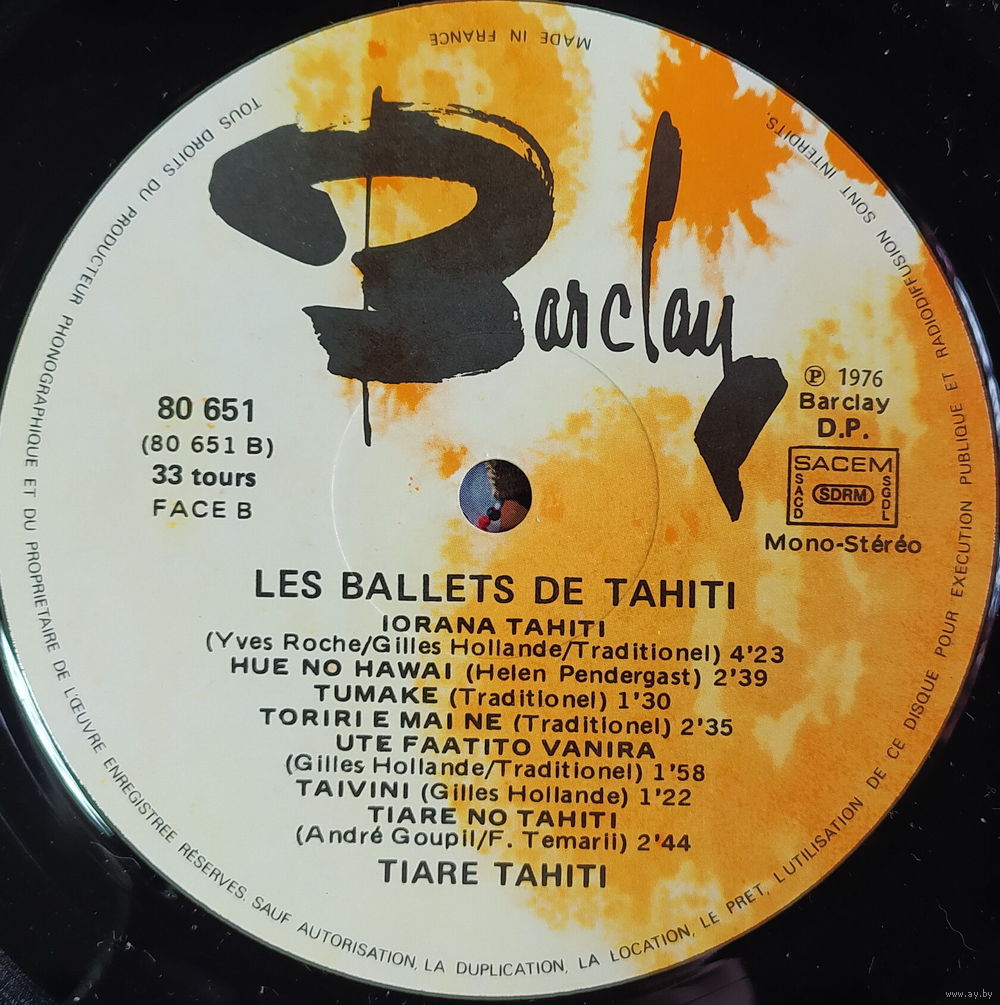 MADE IN FRANCE
Barclay
80 651
(80 651 B)
33 tours
FACE B
℗ 1976
Barclay
D.P.
SACEM
SACD
SDRM
SGDL
Mono-Stéréo
LES BALLETS DE TAHITI
IORANA TAHITI
(Yves Roche/Gilles Hollande/Traditionel) 4'23
HUE NO HAWAI (Helen Pendergast) 2'39
TUMAKE (Traditionel) 1'30
TORIRI E MAI NE (Traditionel) 2'35
UTE FAATITO VANIRA
(Gilles Hollande/Traditionel) 1'58
TAIVINI (Gilles Hollande) 1'22
TIARE NO TAHITI
(André Goupil/F. Temarii) 2'44
TIARE TAHITI
TOUS DROITS DU PRODUCTEUR PHONOGRAPHIQUE ET DU PROPRIETAIRE DE L'ŒUVRE ENREGISTREE RÉSERVES. SAUF AUTORISATION, LA DUPLICATION, LA LOCATION, LE PRET, L'UTILISATION DE CE DISQUE POUR EXECUTION PUBLIQUE ET RADIODIFFUSION SONT INTERDITS.
www.ay.by